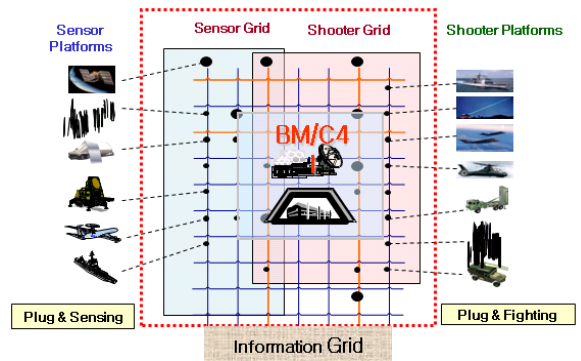 Sensor
Platforms
Sensor Grid
Shooter Grid
Shooter Platforms
BM/C4
Plug & Sensing
Plug & Fighting
Information Grid